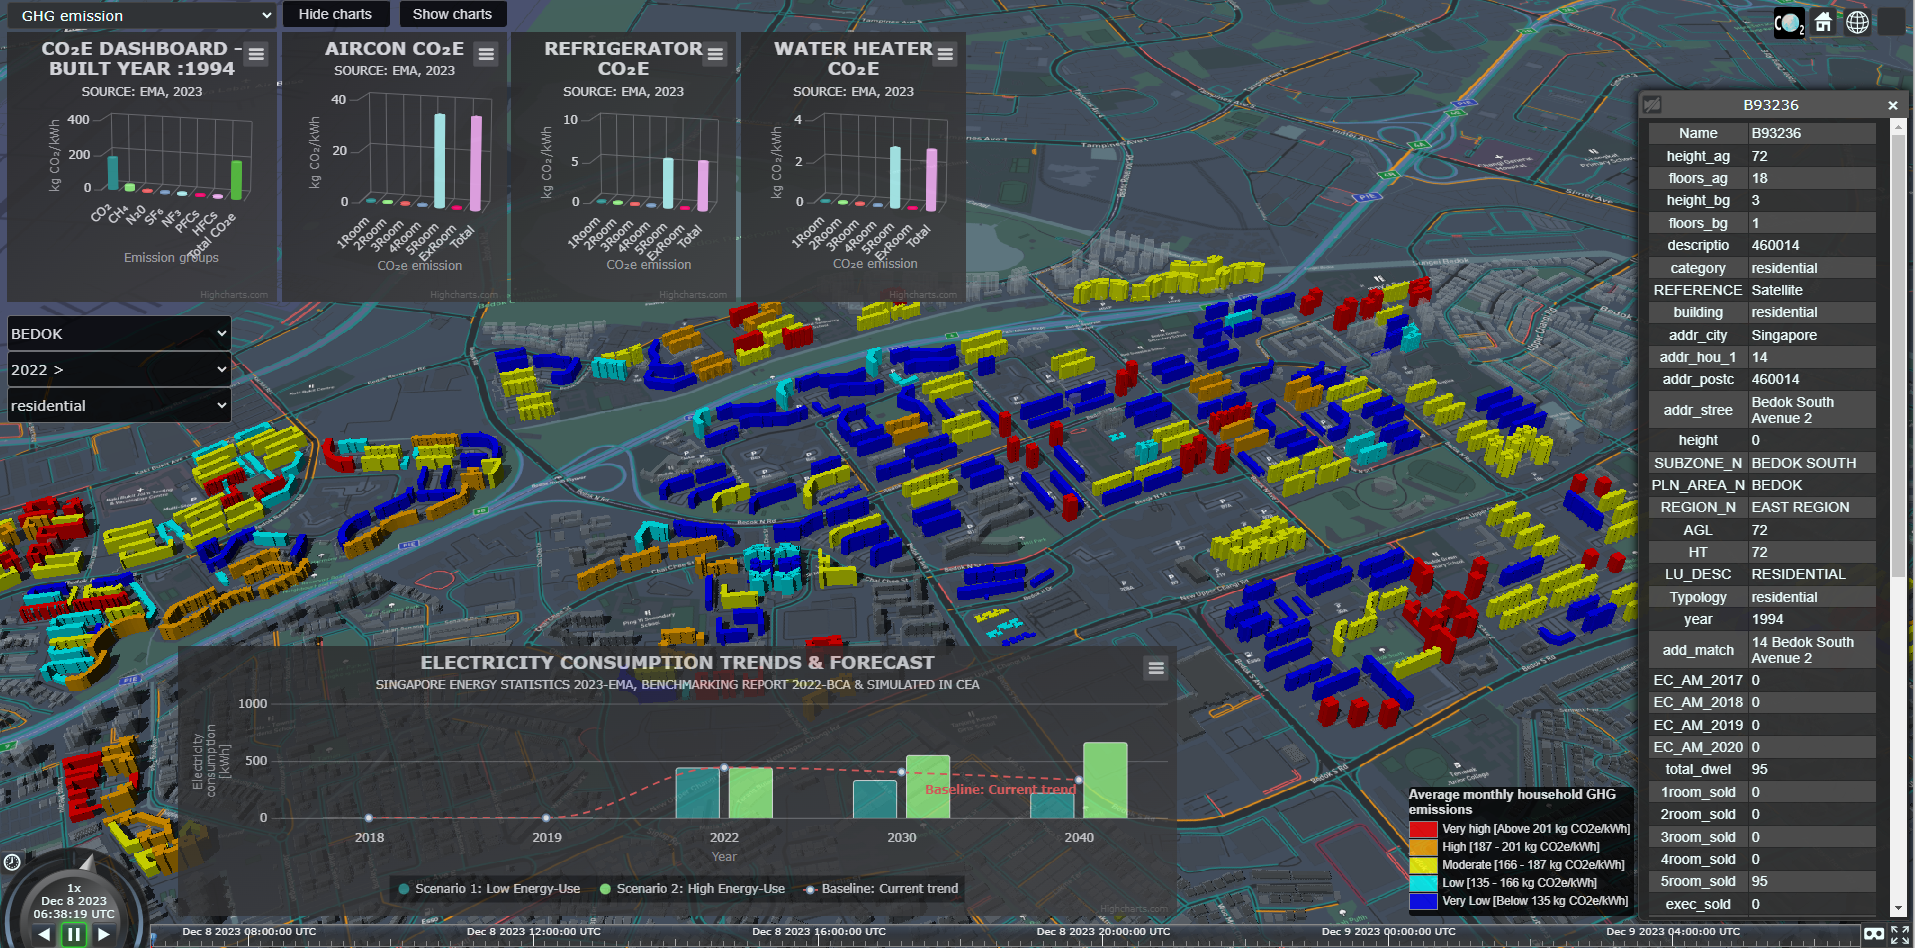 GHG emission
Hide charts
Show charts
CO₂E DASHBOARD -
BUILT YEAR :1994
SOURCE: EMA, 2023
kg CO₂/kWh
400
200
0
CO₂
CH₄
N₂0
SF₆
NF₃
PFCs
HFCs
Total CO₂e
Emission groups
Highcharts.com
AIRCON CO₂E
SOURCE: EMA, 2023
kg CO₂/kWh
40
20
0
1Room
2Room
3Room
4Room
5Room
ExRoom
Total
CO₂e emission
Highcharts.com
REFRIGERATOR
CO₂E
SOURCE: EMA, 2023
kg CO₂/kWh
10
5
0
1Room
2Room
3Room
4Room
5Room
ExRoom
Total
CO₂e emission
Highcharts.com
WATER HEATER
CO₂E
SOURCE: EMA, 2023
kg CO₂/kWh
4
2
0
1Room
2Room
3Room
4Room
5Room
ExRoom
Total
CO₂e emission
Highcharts.com
CO₂
BEDOK
2022 >
residential
PIE
PIE
PIE
PIE
Bedok N Rd
Chai Chee St
New Upper Changi Rd
B93236
×
Name B93236
height_ag 72
floors_ag 18
height_bg 3
floors_bg 1
descriptio 460014
category residential
REFERENCE Satellite
building residential
addr_city Singapore
addr_hou_1 14
addr_postc 460014
addr_stree Bedok South
Avenue 2
height 0
SUBZONE_N BEDOK SOUTH
PLN_AREA_N BEDOK
REGION_N EAST REGION
AGL 72
HT 72
LU_DESC RESIDENTIAL
Typology residential
year 1994
add_match 14 Bedok South
Avenue 2
EC_AM_2017 0
EC_AM_2018 0
EC_AM_2019 0
EC_AM_2020 0
total_dwel 95
1room_sold 0
2room_sold 0
3room_sold 0
4room_sold 0
5room_sold 95
exec_sold 0
ELECTRICITY CONSUMPTION TRENDS & FORECAST
SINGAPORE ENERGY STATISTICS 2023-EMA, BENCHMARKING REPORT 2022-BCA & SIMULATED IN CEA
Electricity
consumption
[kWh]
1000
500
0
Baseline: Current trend
2018
2019
2022
2030
2040
Year
Scenario 1: Low Energy-Use
Scenario 2: High Energy-Use
Baseline: Current trend
Highcharts.com
Average monthly household GHG
emissions
Very high [Above 201 kg CO2e/kWh]
High [187 - 201 kg CO2e/kWh]
Moderate [166 - 187 kg CO2e/kWh]
Low [135 - 166 kg CO2e/kWh]
Very Low [Below 135 kg CO2e/kWh]
1x
Dec 8 2023
06:38:19 UTC
Dec 8 2023 08:00:00 UTC
Dec 8 2023 12:00:00 UTC
Dec 8 2023 16:00:00 UTC
Dec 8 2023 20:00:00 UTC
Dec 9 2023 00:00:00 UTC
Dec 9 2023 04:00:00 UTC